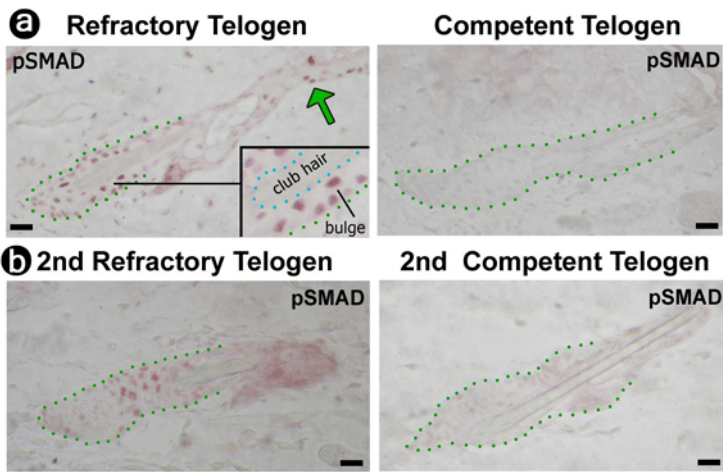 a Refractory Telogen
Competent Telogen
pSMAD
pSMAD
club hair
bulge
b 2nd Refractory Telogen
2nd Competent Telogen
pSMAD
pSMAD